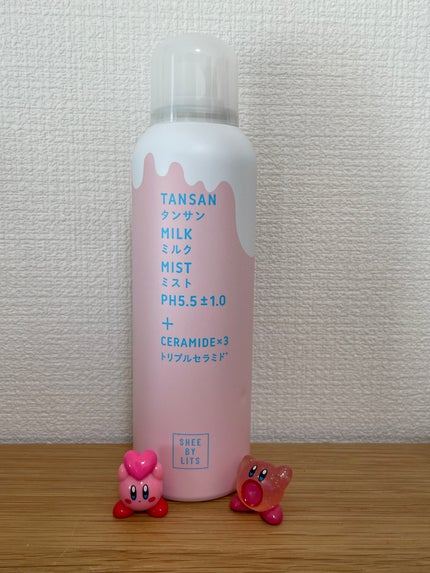 TANSAN
タンサン
MILK
ミルク
MIST
ミスト
PH5.5±1.0
+
CERAMIDE×3
トリプルセラミド*
SHEE
BY
LITS